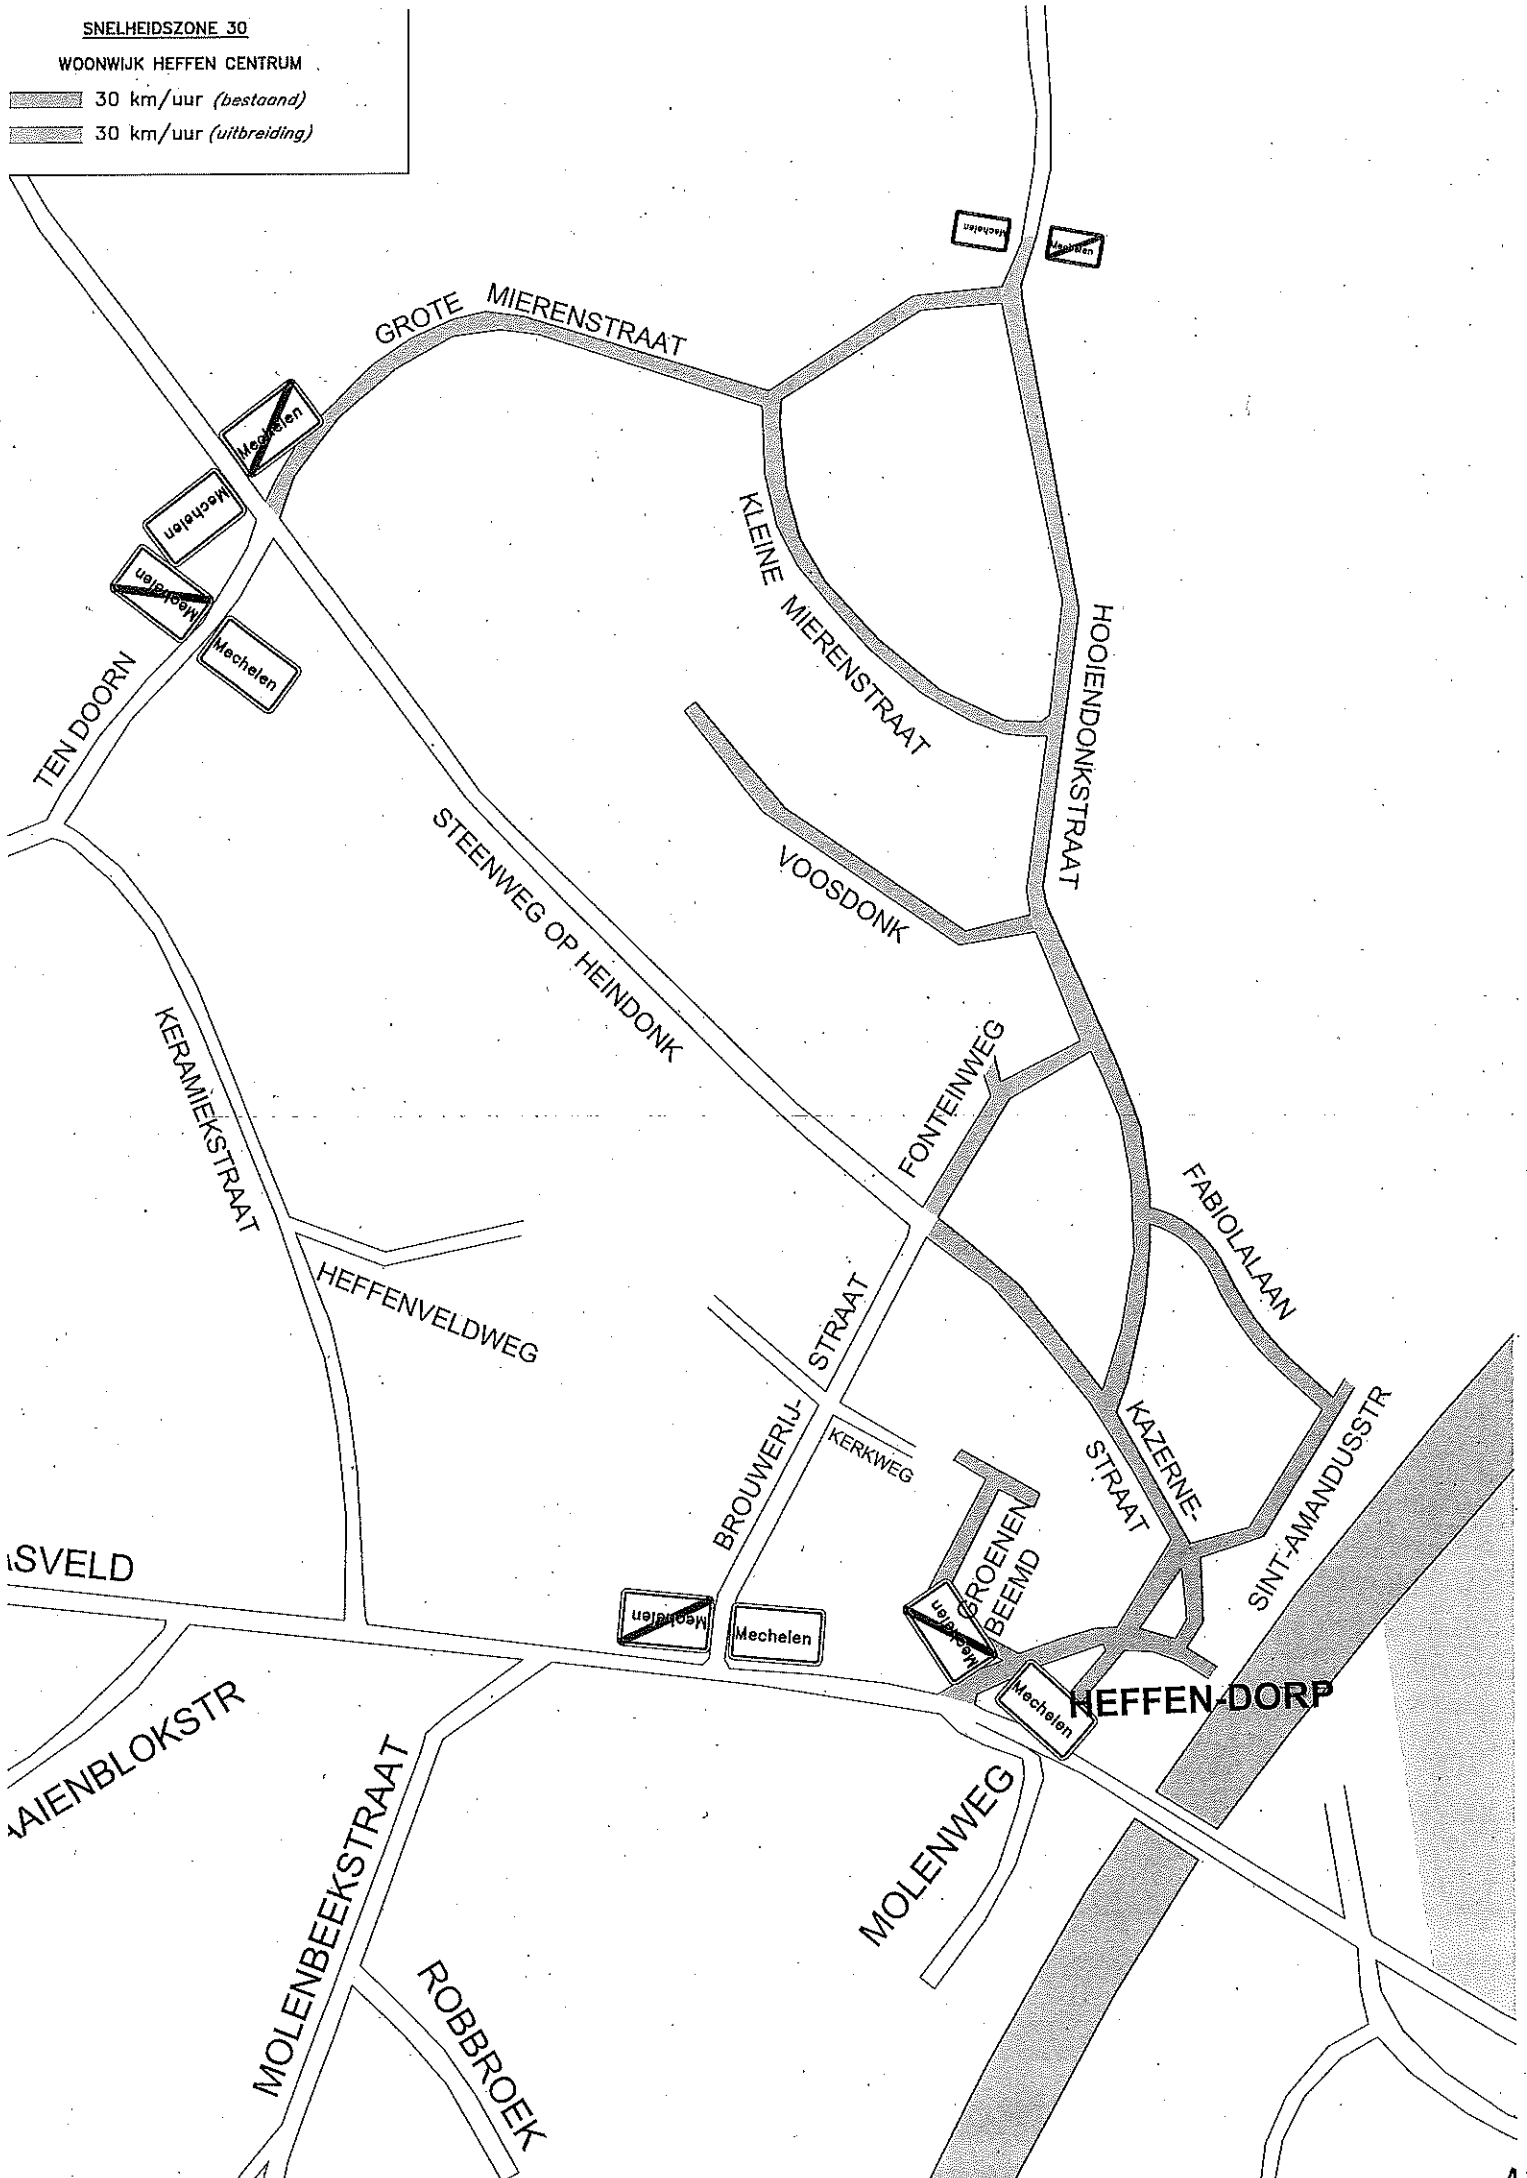 SNELHEIDSZONE 30
WOONWIJK HEFFEN CENTRUM
30 km/uur (bestaand)
30 km/uur (uitbreiding)
Mechelen
Mechelen
GROTE MIERENSTRAAT
Mechelen
Mechelen
Mechelen
Mechelen
TEN DOORN
KLEINE MIERENSTRAAT
HOOIENDONKSTRAAT
VOOSDONK
STEENWEG OP HEINDONK
KERAMIEKSTRAAT
FONTEINWEG
FABIOLALAAN
HEFFENVELDWEG
BROUWERIJ-
STRAAT
KERKWEG
KAZERNE-
STRAAT
SINT-AMANDUSSTR
GROENEN
BEEMD
ASVELD
Mechelen
Mechelen
Mechelen
Mechelen
HEFFEN-DORP
AAIENBLOKSTR
MOLENBEEKSTRAAT
MOLENWEG
ROBBROEK